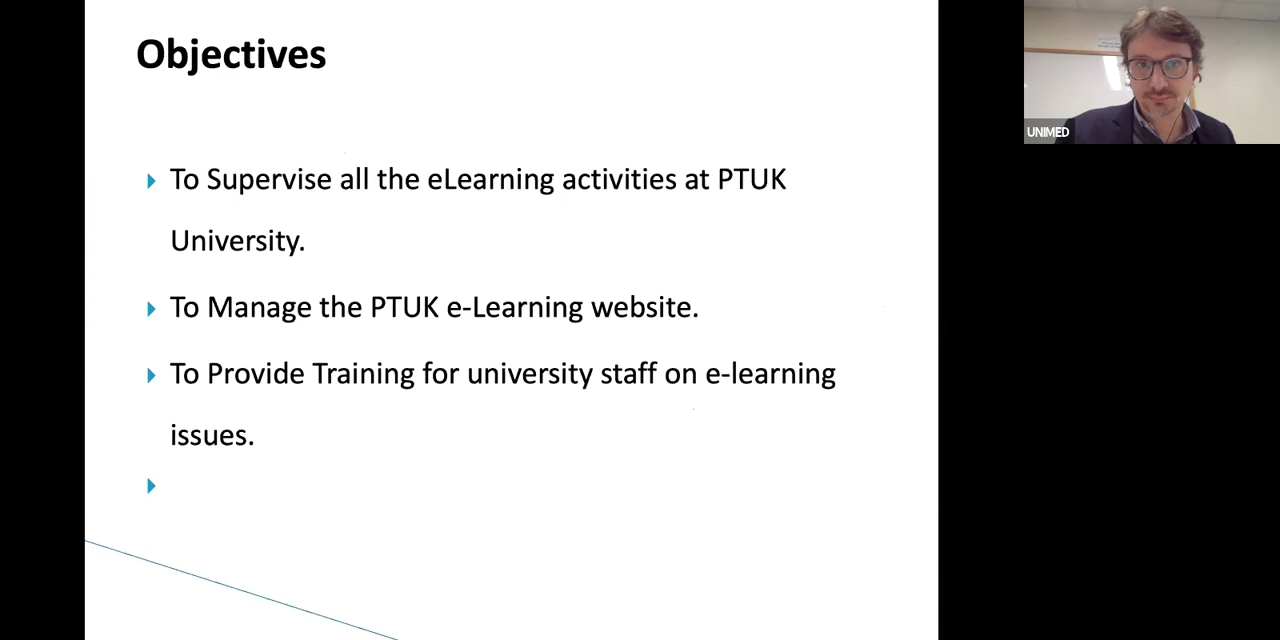 Objectives
To Supervise all the eLearning activities at PTUK
University.
To Manage the PTUK e-Learning website.
To Provide Training for university staff on e-learning
issues.
UNIMED